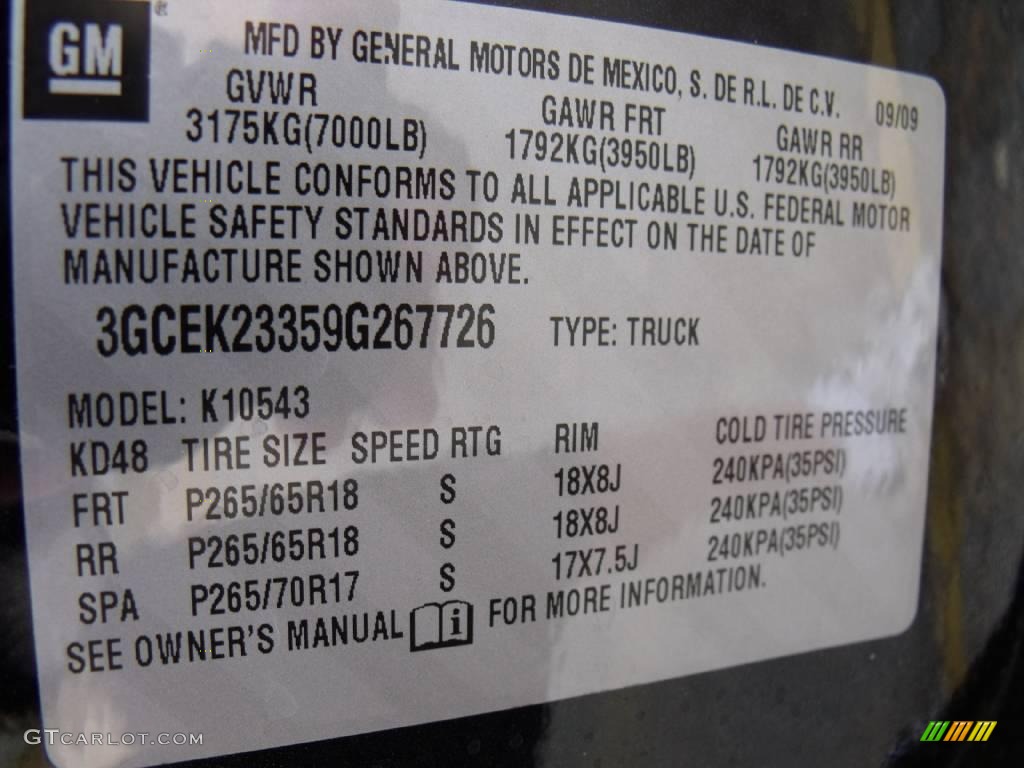 GM
MFD BY GENERAL MOTORS DE MEXICO, S. DE R.L. DE C.V. 09/09
GVWR GAWR FRT GAWR RR
3175KG(7000LB) 1792KG(3950LB) 1792KG(3950LB)
THIS VEHICLE CONFORMS TO ALL APPLICABLE U.S. FEDERAL MOTOR
VEHICLE SAFETY STANDARDS IN EFFECT ON THE DATE OF
MANUFACTURE SHOWN ABOVE.
3GCEK23359G267726 TYPE: TRUCK
MODEL: K10543
KD48 TIRE SIZE SPEED RTG RIM COLD TIRE PRESSURE
FRT P265/65R18 S 18X8J 240KPA(35PSI)
RR P265/65R18 S 18X8J 240KPA(35PSI)
SPA P265/70R17 S 17X7.5J 240KPA(35PSI)
SEE OWNER'S MANUAL i FOR MORE INFORMATION.
GTCARLOT.COM